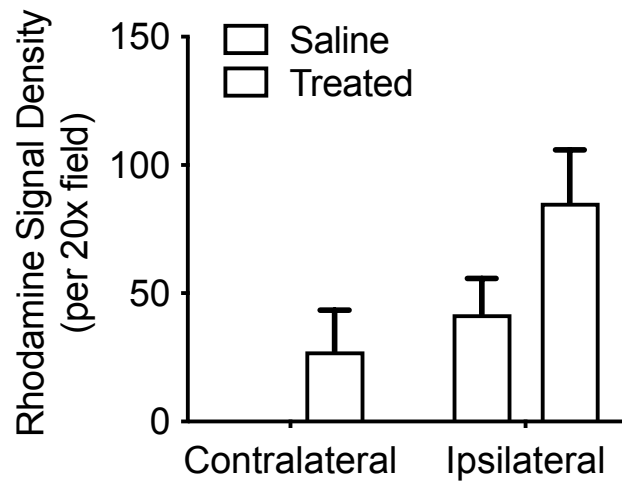 Rhodamine Signal Density
(per 20x field)
150
100
50
0
Saline
Treated
Contralateral
Ipsilateral